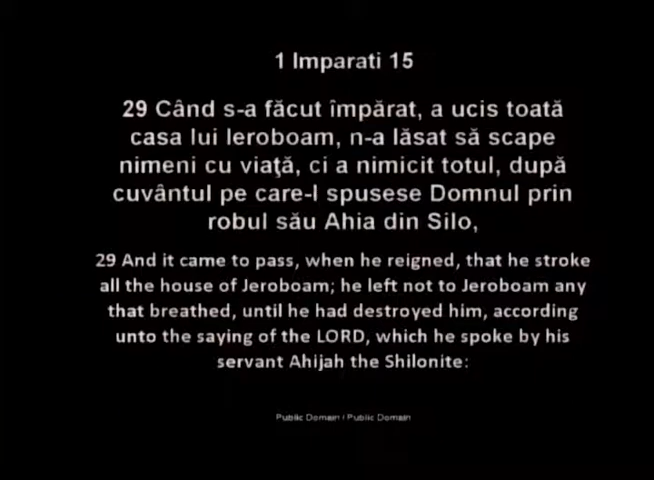 1 Imparati 15
29 Când s-a făcut împărat, a ucis toată
casa lui Ieroboam, n-a lăsat să scape
nimeni cu viaţă, ci a nimicit totul, după
cuvântul pe care-l spusese Domnul prin
robul său Ahia din Silo,
29 And it came to pass, when he reigned, that he stroke
all the house of Jeroboam; he left not to Jeroboam any
that breathed, until he had destroyed him, according
unto the saying of the LORD, which he spoke by his
servant Ahijah the Shilonite:
Public Domain / Public Domain